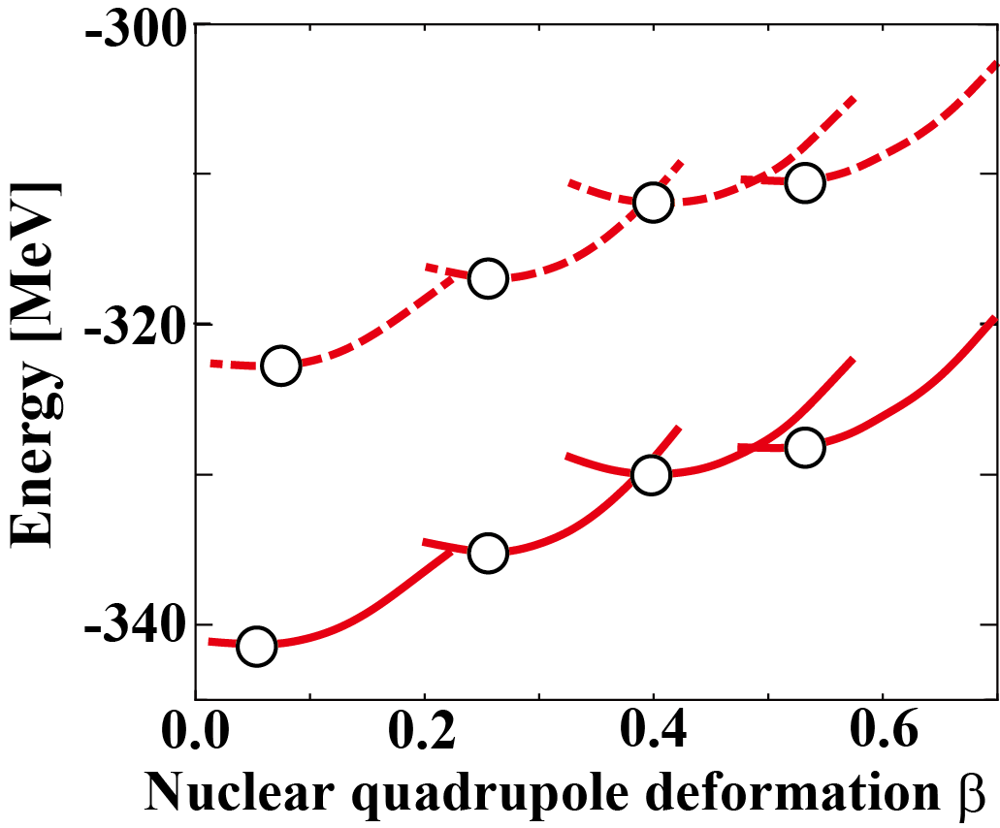 -300
-320
-340
Energy [MeV]
0.0 0.2 0.4 0.6
Nuclear quadrupole deformation β